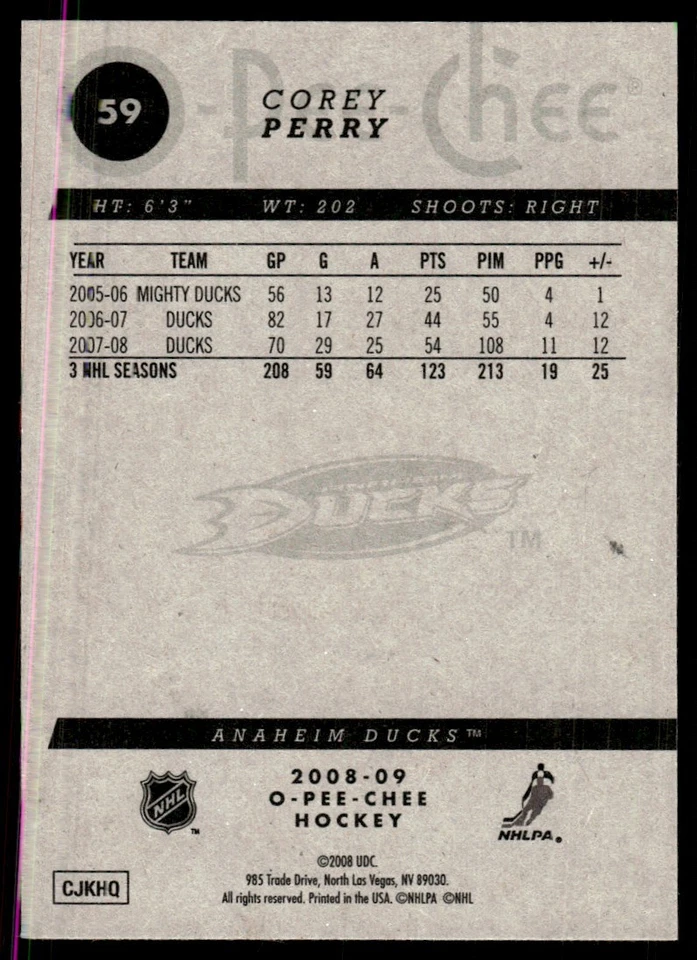 O-Pee-Chee®
59
COREY
PERRY
HT: 6'3" WT: 202 SHOOTS: RIGHT
YEAR TEAM GP G A PTS PIM PPG +/-
2005-06 MIGHTY DUCKS 56 13 12 25 50 4 1
2006-07 DUCKS 82 17 27 44 55 4 12
2007-08 DUCKS 70 29 25 54 108 11 12
3 NHL SEASONS 208 59 64 123 213 19 25
DUCKS
TM
ANAHEIM DUCKS™
2008-09
O-PEE-CHEE
HOCKEY
NHL
TM
NHLPA®
©2008 UDC.
985 Trade Drive, North Las Vegas, NV 89030.
All rights reserved. Printed in the USA. ©NHLPA ©NHL
CJKHQ